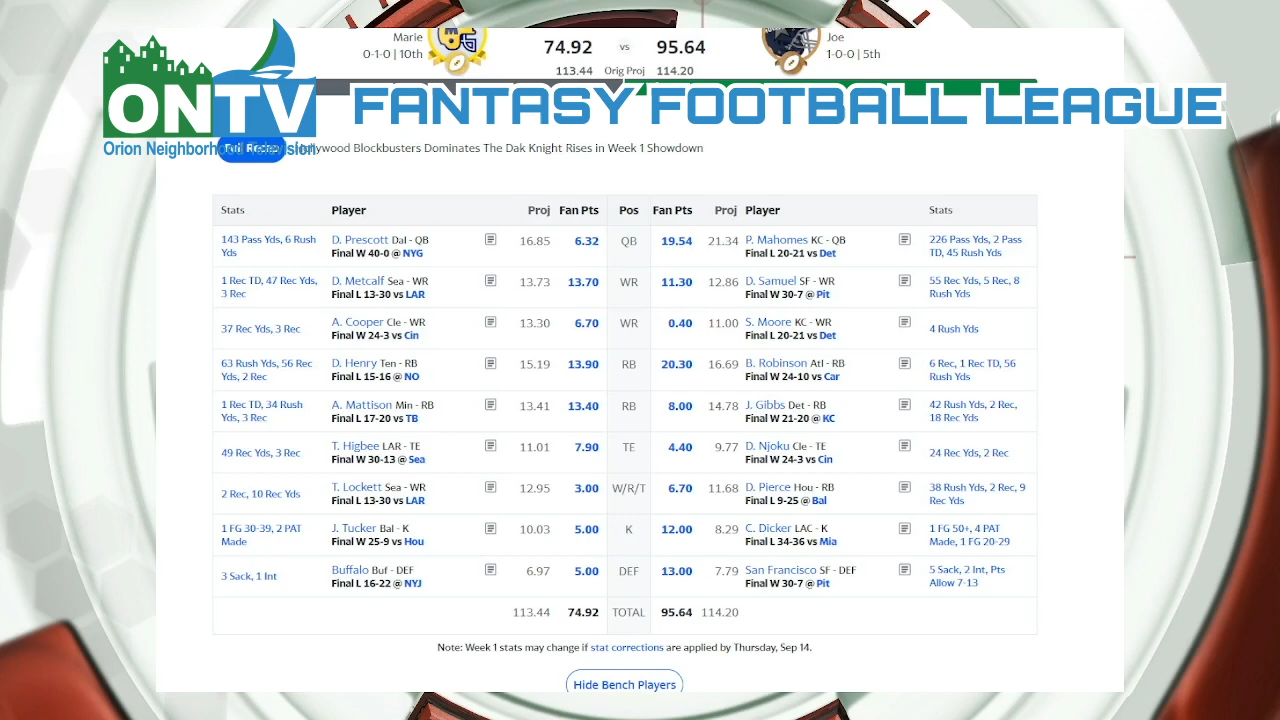 Marie
0-1-0 | 10th
74.92 vs 95.64
113.44 Orig Proj 114.20
Joe
1-0-0 | 5th
ONTV
Orion Neighborhood Television
FANTASY FOOTBALL LEAGUE
Blockbusters Dominates The Dak Knight Rises in Week 1 Showdown
Stats Player Proj Fan Pts Pos Fan Pts Proj Player Stats
143 Pass Yds, 6 Rush Yds D. Prescott Dal - QB 16.85 6.32 QB 19.54 21.34 P. Mahomes KC - QB 226 Pass Yds, 2 Pass TD, 45 Rush Yds
Final W 40-0 @ NYG Final L 20-21 vs Det
1 Rec TD, 47 Rec Yds, 3 Rec D. Metcalf Sea - WR 13.73 13.70 WR 11.30 12.86 D. Samuel SF - WR 55 Rec Yds, 5 Rec, 8 Rush Yds
Final L 13-30 vs LAR Final W 30-7 @ Pit
37 Rec Yds, 3 Rec A. Cooper Cle - WR 13.30 6.70 WR 0.40 11.00 S. Moore KC - WR 4 Rush Yds
Final W 24-3 vs Cin Final L 20-21 vs Det
63 Rush Yds, 56 Rec Yds, 2 Rec D. Henry Ten - RB 15.19 13.90 RB 20.30 16.69 B. Robinson Atl - RB 6 Rec, 1 Rec TD, 56 Rush Yds
Final L 15-16 @ NO Final W 24-10 vs Car
1 Rec TD, 34 Rush Yds, 3 Rec A. Mattison Min - RB 13.41 13.40 RB 8.00 14.78 J. Gibbs Det - RB 42 Rush Yds, 2 Rec, 18 Rec Yds
Final L 17-20 vs TB Final W 21-20 @ KC
49 Rec Yds, 3 Rec T. Higbee LAR - TE 11.01 7.90 TE 4.40 9.77 D. Njoku Cle - TE 24 Rec Yds, 2 Rec
Final W 30-13 @ Sea Final W 24-3 vs Cin
2 Rec, 10 Rec Yds T. Lockett Sea - WR 12.95 3.00 W/R/T 6.70 11.68 D. Pierce Hou - RB 38 Rush Yds, 2 Rec, 9 Rec Yds
Final L 13-30 vs LAR Final L 9-25 @ Bal
1 FG 30-39, 2 PAT Made J. Tucker Bal - K 10.03 5.00 K 12.00 8.29 C. Dicker LAC - K 1 FG 50+, 4 PAT Made, 1 FG 20-29
Final W 25-9 vs Hou Final L 34-36 vs Mia
3 Sack, 1 Int Buffalo Buf - DEF 6.97 5.00 DEF 13.00 7.79 San Francisco SF - DEF 5 Sack, 2 Int, Pts Allow 7-13
Final L 16-22 @ NYJ Final W 30-7 @ Pit
113.44 74.92 TOTAL 95.64 114.20
Note: Week 1 stats may change if stat corrections are applied by Thursday, Sep 14.
Hide Bench Players